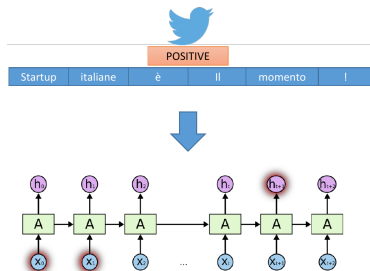 POSITIVE
Startup italiane è Il momento !
h₀ h₁ h₂ hₜ hₜ₊₁ hₜ₊₂
A A A A A A
x₀ x₁ x₂ ... xₜ xₜ₊₁ xₜ₊₂